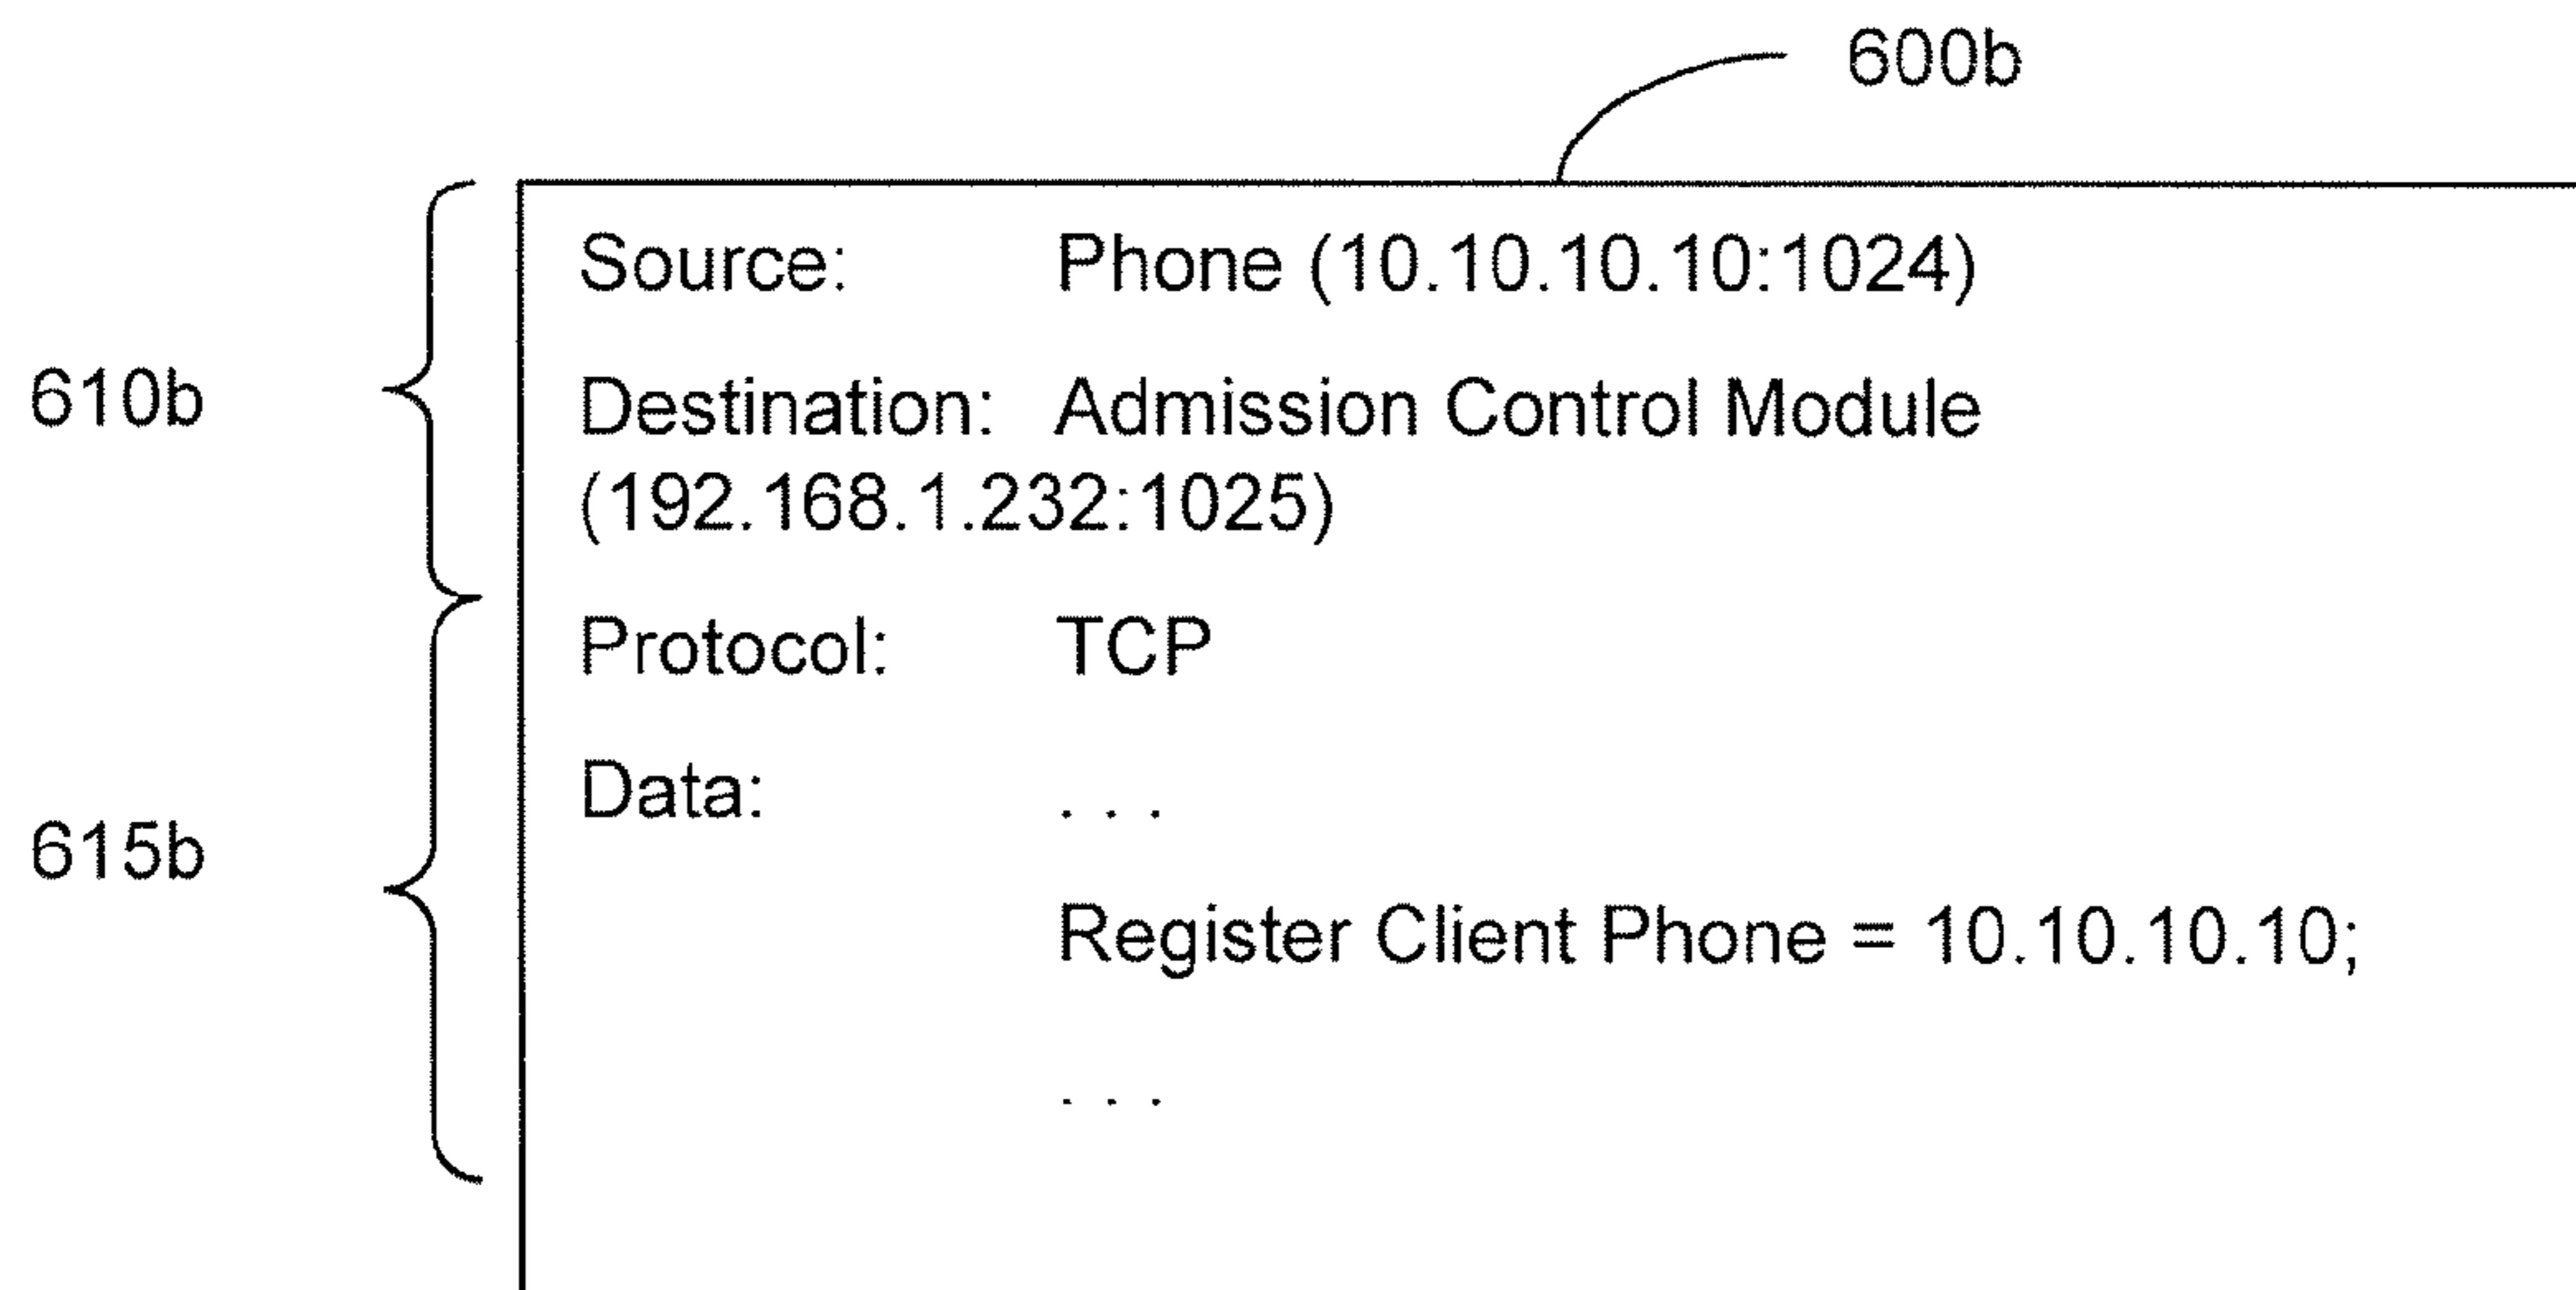 600b
Source: Phone (10.10.10.10:1024)
610b
Destination: Admission Control Module
(192.168.1.232:1025)
Protocol: TCP
Data: . . .
615b
Register Client Phone = 10.10.10.10;
. . .